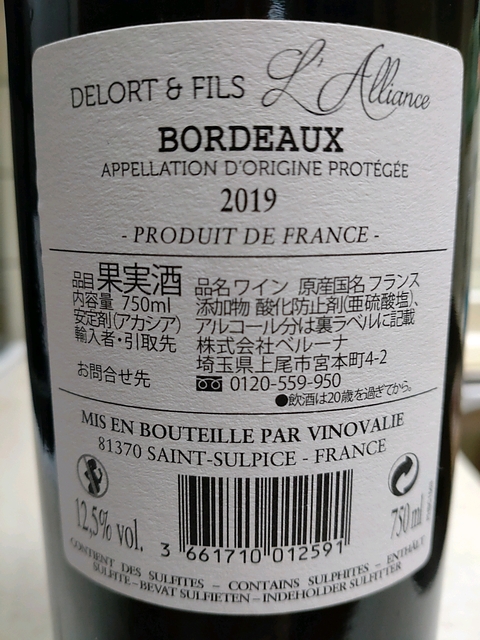 DELORT & FILS L'Alliance
BORDEAUX
APPELLATION D'ORIGINE PROTÉGÉE
2019
- PRODUIT DE FRANCE -
品目 果実酒 品名 ワイン 原産国名 フランス
内容量 750ml 添加物 酸化防止剤(亜硫酸塩)、
安定剤(アカシア) アルコール分は裏ラベルに記載
輸入者・引取先 株式会社ベルーナ
埼玉県上尾市宮本町4-2
お問合せ先 0120-559-950
●飲酒は20歳を過ぎてから。
MIS EN BOUTEILLE PAR VINOVALIE
81370 SAINT-SULPICE - FRANCE
12,5% vol. 750 ml
3 661710 012591
CONTIENT DES SULFITES - CONTAINS SULPHITES - ENTHÄLT
SULFITE - BEVAT SULFIETEN - INDEHOLDER SULFITTER